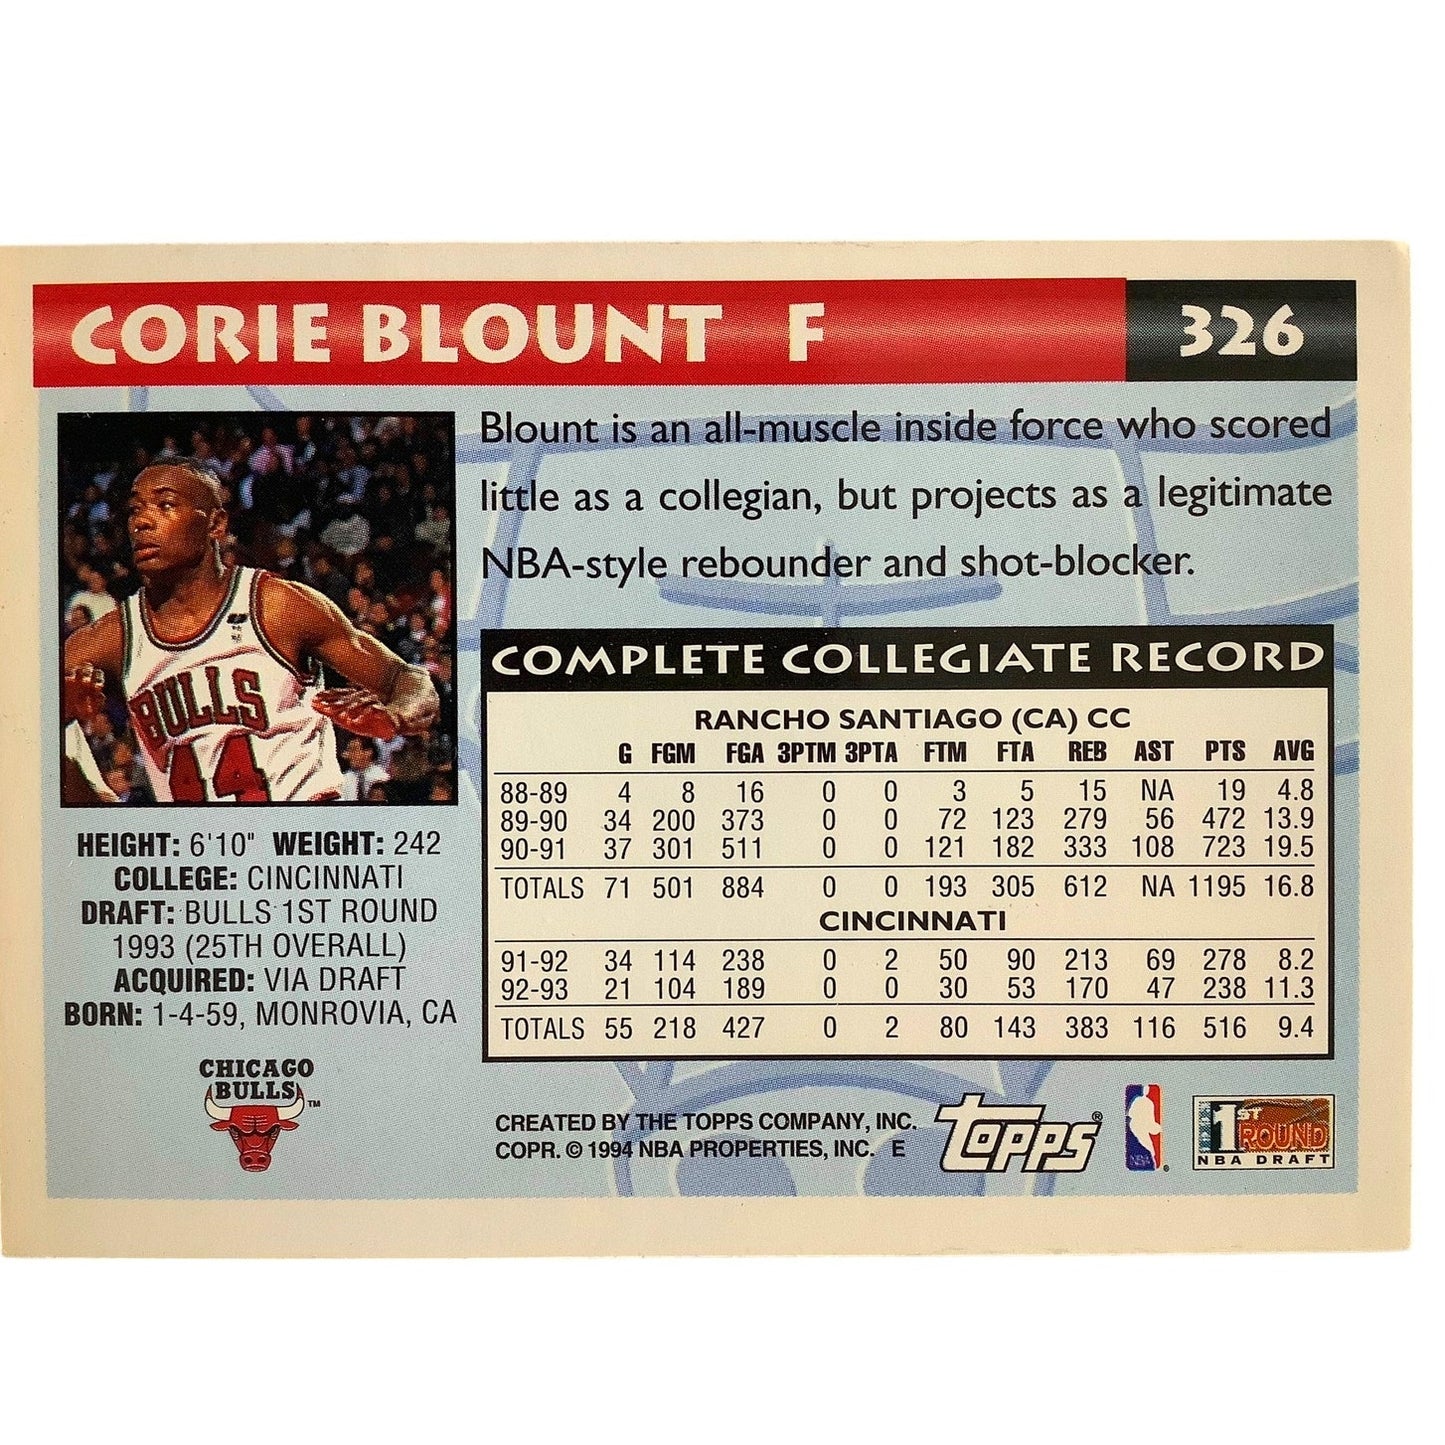 CORIE BLOUNT F
326
Blount is an all-muscle inside force who scored
little as a collegian, but projects as a legitimate
NBA-style rebounder and shot-blocker.
BULLS
44
HEIGHT: 6'10" WEIGHT: 242
COLLEGE: CINCINNATI
DRAFT: BULLS 1ST ROUND
1993 (25TH OVERALL)
ACQUIRED: VIA DRAFT
BORN: 1-4-59, MONROVIA, CA
CHICAGO
BULLS™
COMPLETE COLLEGIATE RECORD
RANCHO SANTIAGO (CA) CC
G FGM FGA 3PTM 3PTA FTM FTA REB AST PTS AVG
88-89 4 8 16 0 0 3 5 15 NA 19 4.8
89-90 34 200 373 0 0 72 123 279 56 472 13.9
90-91 37 301 511 0 0 121 182 333 108 723 19.5
TOTALS 71 501 884 0 0 193 305 612 NA 1195 16.8
CINCINNATI
91-92 34 114 238 0 2 50 90 213 69 278 8.2
92-93 21 104 189 0 0 30 53 170 47 238 11.3
TOTALS 55 218 427 0 2 80 143 383 116 516 9.4
CREATED BY THE TOPPS COMPANY, INC.
COPR. © 1994 NBA PROPERTIES, INC. E
TOPPS®
NBA®
1ST
ROUND
NBA DRAFT